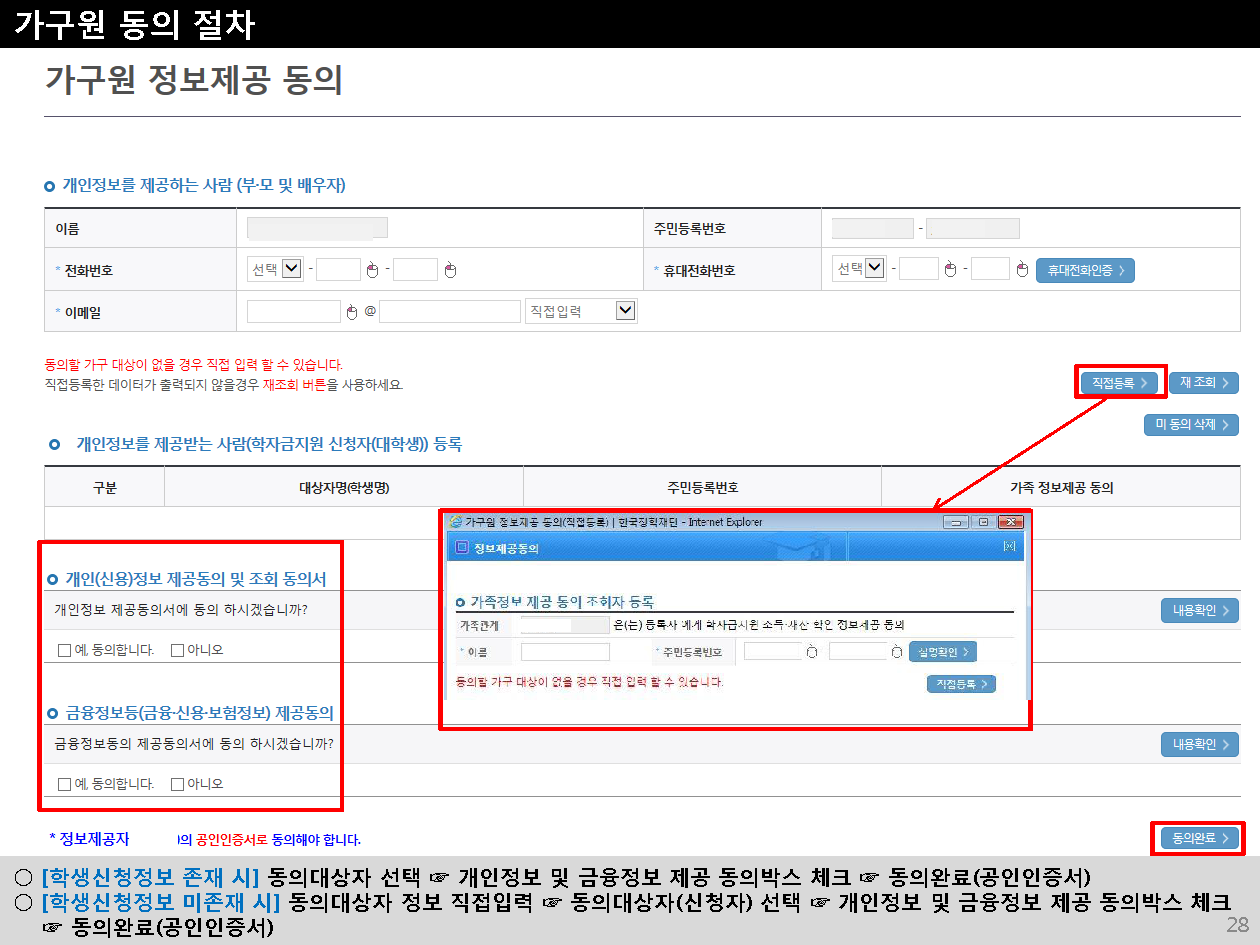 가구원 동의 절차
가구원 정보제공 동의
개인정보를 제공하는 사람 (부·모 및 배우자)
이름 주민등록번호 -
* 전화번호 선택 - - * 휴대전화번호 선택 - - 휴대전화인증 >
* 이메일 @ 직접입력
동의할 가구 대상이 없을 경우 직접 입력 할 수 있습니다.
직접등록한 데이터가 출력되지 않을경우 재조회 버튼을 사용하세요.
직접등록 > 재 조회 >
미 동의 삭제 >
개인정보를 제공받는 사람(학자금지원 신청자(대학생)) 등록
구분 대상자명(학생명) 주민등록번호 가족 정보제공 동의
가구원 정보제공 동의(직접등록) | 한국장학재단 - Internet Explorer
정보제공동의
가족정보 제공 동의 조회자 등록
가족관계 은(는) 등록자 에게 학자금지원 소득·재산 확인 정보제공 동의
* 이름 * 주민등록번호 실명확인 >
동의할 가구 대상이 없을 경우 직접 입력 할 수 있습니다.
직접등록 >
개인(신용)정보 제공동의 및 조회 동의서
개인정보 제공동의서에 동의 하시겠습니까? 내용확인 >
예, 동의합니다. 아니오
금융정보등(금융·신용·보험정보) 제공동의
금융정보등의 제공동의서에 동의 하시겠습니까? 내용확인 >
예, 동의합니다. 아니오
* 정보제공자 )의 공인인증서로 동의해야 합니다.
동의완료 >
○ [학생신청정보 존재 시] 동의대상자 선택 ☞ 개인정보 및 금융정보 제공 동의박스 체크 ☞ 동의완료(공인인증서)
○ [학생신청정보 미존재 시] 동의대상자 정보 직접입력 ☞ 동의대상자(신청자) 선택 ☞ 개인정보 및 금융정보 제공 동의박스 체크
☞ 동의완료(공인인증서)
28